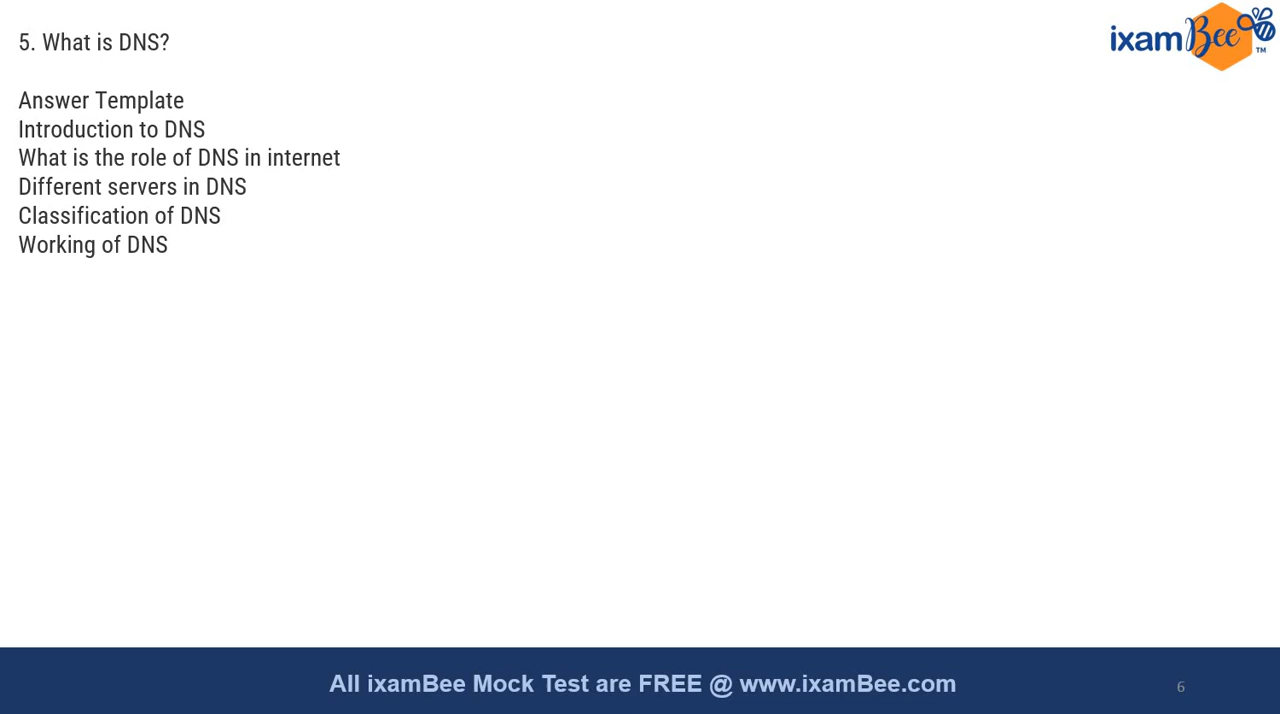 5. What is DNS?
ixamBee TM
Answer Template
Introduction to DNS
What is the role of DNS in internet
Different servers in DNS
Classification of DNS
Working of DNS
All ixamBee Mock Test are FREE @ www.ixamBee.com
6